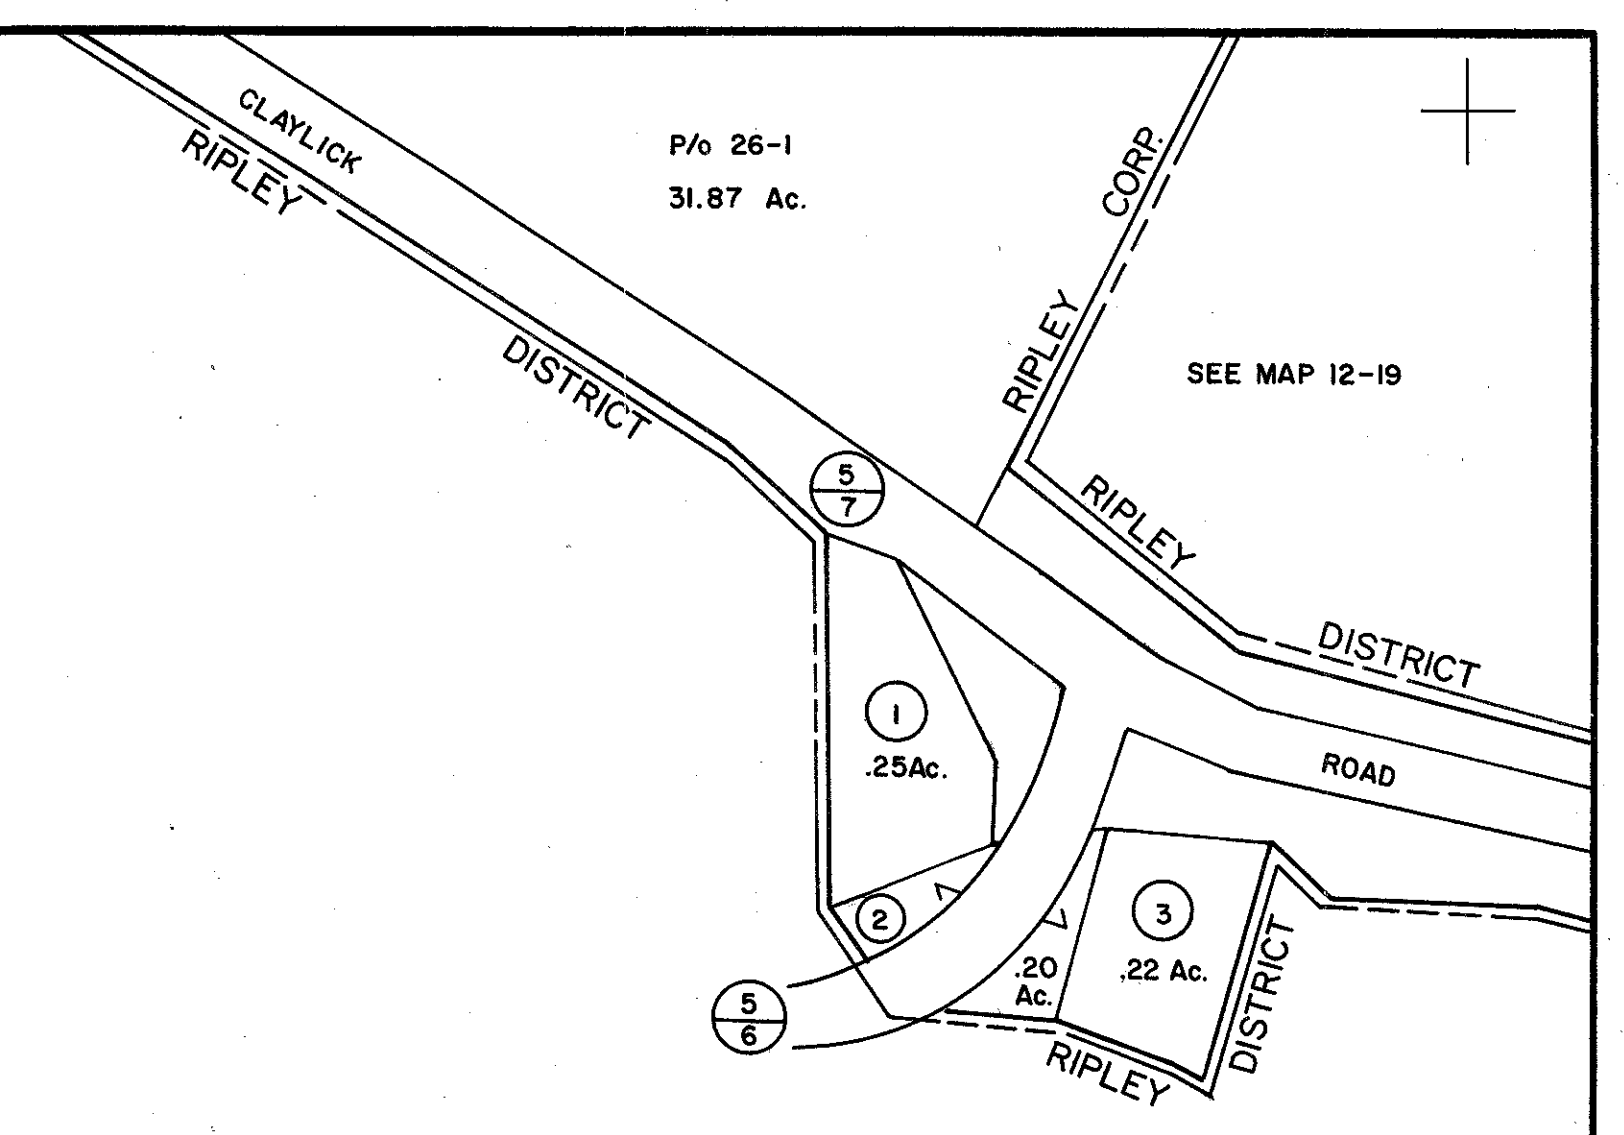 CLAYLICK
RIPLEY
P/o 26-1
31.87 Ac.
CORP.
RIPLEY
DISTRICT
SEE MAP 12-19
5
7
RIPLEY
DISTRICT
1
.25Ac.
ROAD
2
3
.20
Ac.
.22 Ac.
DISTRICT
5
6
RIPLEY